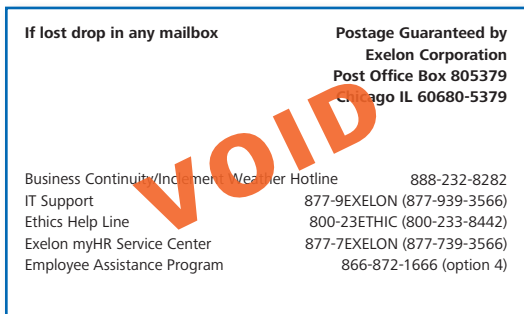 If lost drop in any mailbox
Postage Guaranteed by
Exelon Corporation
Post Office Box 805379
Chicago IL 60680-5379
VOID
Business Continuity/Inclement Weather Hotline 888-232-8282
IT Support 877-9EXELON (877-939-3566)
Ethics Help Line 800-23ETHIC (800-233-8442)
Exelon myHR Service Center 877-7EXELON (877-739-3566)
Employee Assistance Program 866-872-1666 (option 4)